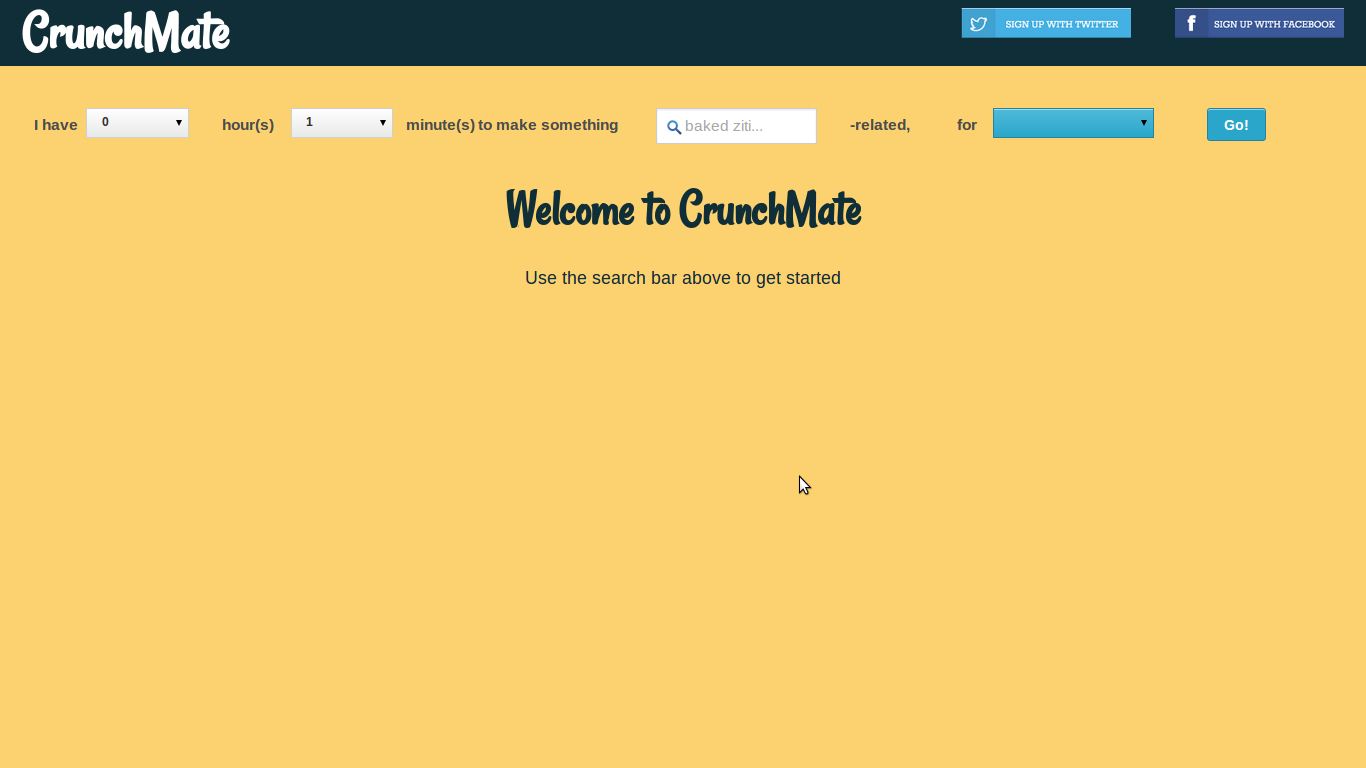 CrunchMate
SIGN UP WITH TWITTER
f SIGN UP WITH FACEBOOK
I have 0 hour(s) 1 minute(s) to make something baked ziti... -related, for Go!
Welcome to CrunchMate
Use the search bar above to get started